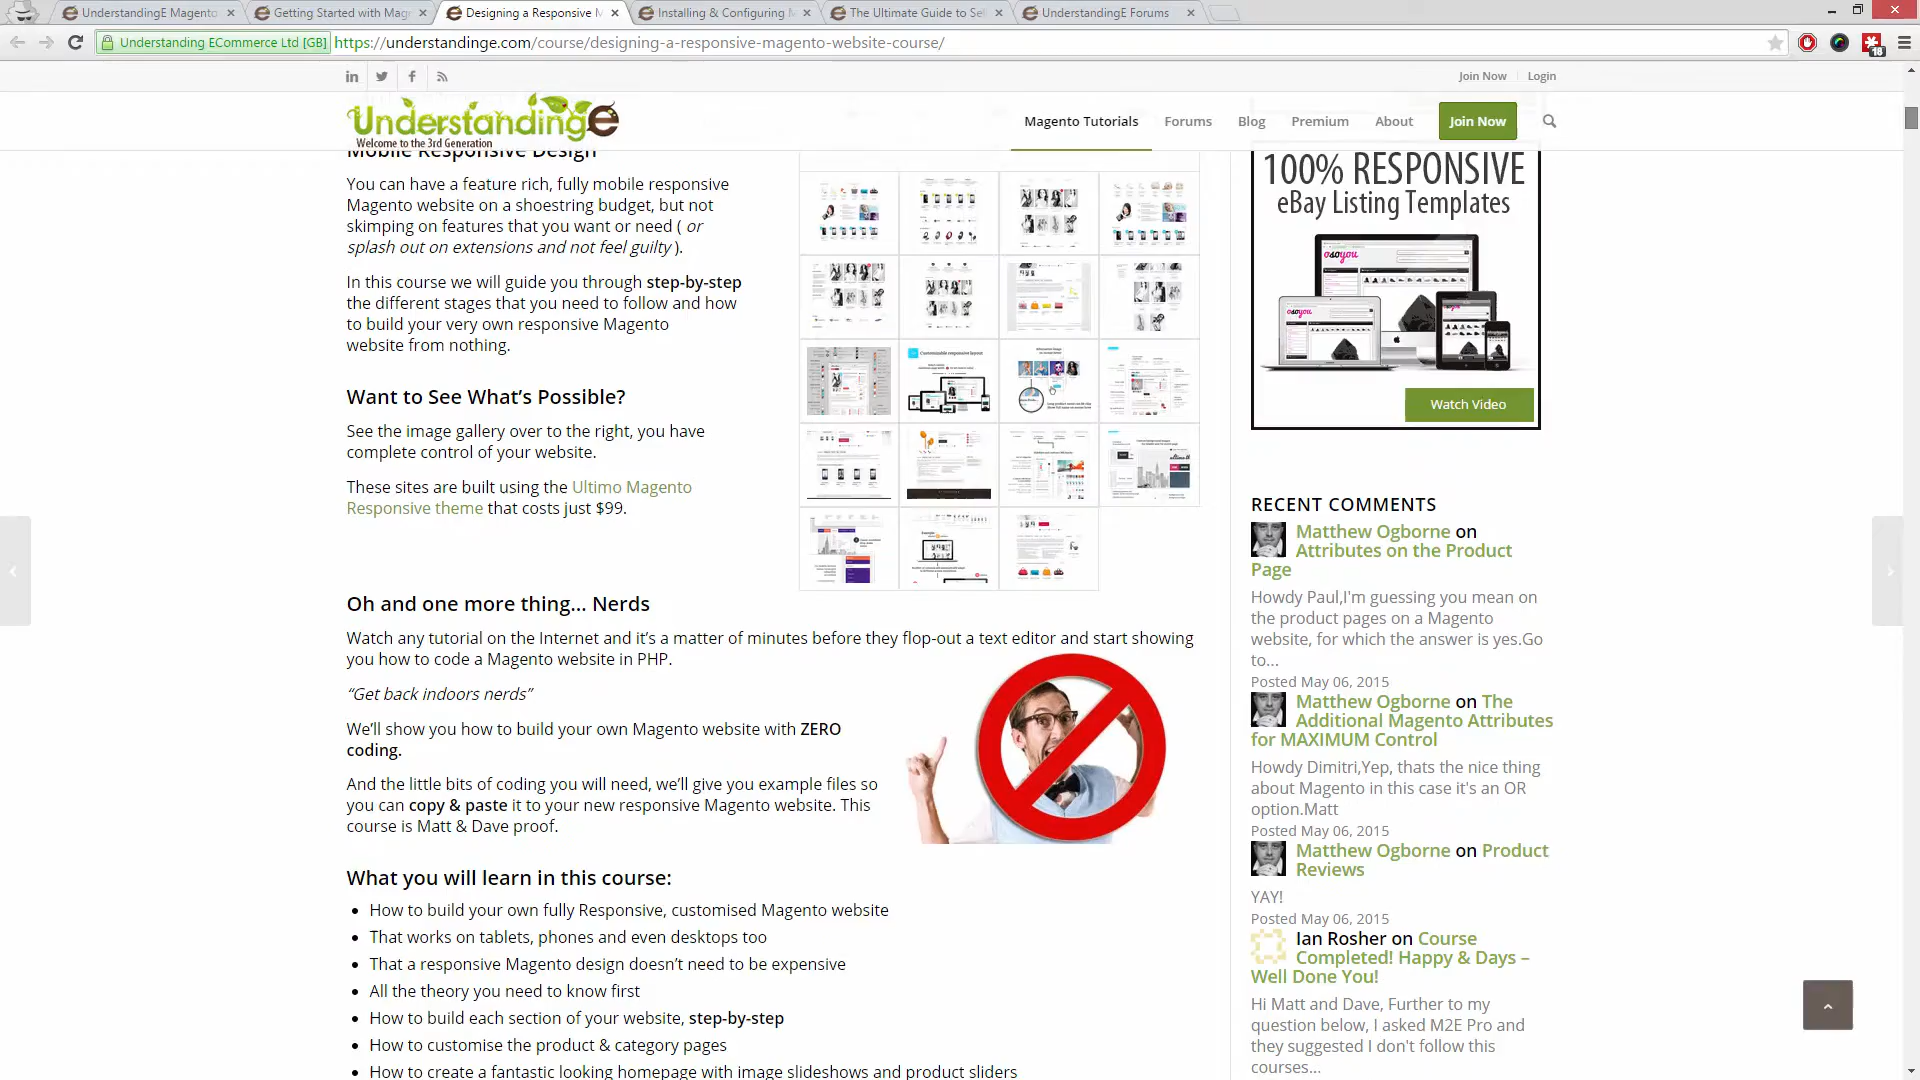 UnderstandingE Magento
Getting Started with Mag
Designing a Responsive M
Installing & Configuring M
The Ultimate Guide to Sel
UnderstandingE Forums
Understanding ECommerce Ltd [GB]
https://understandinge.com/course/designing-a-responsive-magento-website-course/
18
Join Now
Login
UnderstandingE
Welcome to the 3rd Generation
Magento Tutorials
Forums
Blog
Premium
About
Join Now
Mobile Responsive Design
You can have a feature rich, fully mobile responsive
Magento website on a shoestring budget, but not
skimping on features that you want or need ( or
splash out on extensions and not feel guilty ).
In this course we will guide you through step-by-step
the different stages that you need to follow and how
to build your very own responsive Magento
website from nothing.
Want to See What’s Possible?
See the image gallery over to the right, you have
complete control of your website.
These sites are built using the Ultimo Magento
Responsive theme that costs just $99.
Oh and one more thing… Nerds
Watch any tutorial on the Internet and it’s a matter of minutes before they flop-out a text editor and start showing
you how to code a Magento website in PHP.
“Get back indoors nerds”
We’ll show you how to build your own Magento website with ZERO
coding.
And the little bits of coding you will need, we’ll give you example files so
you can copy & paste it to your new responsive Magento website. This
course is Matt & Dave proof.
What you will learn in this course:
How to build your own fully Responsive, customised Magento website
That works on tablets, phones and even desktops too
That a responsive Magento design doesn’t need to be expensive
All the theory you need to know first
How to build each section of your website, step-by-step
How to customise the product & category pages
How to create a fantastic looking homepage with image slideshows and product sliders
100% RESPONSIVE
eBay Listing Templates
osoyou
osoyou
Watch Video
RECENT COMMENTS
Matthew Ogborne on
Attributes on the Product
Page
Howdy Paul,I'm guessing you mean on
the product pages on a Magento
website, for which the answer is yes.Go
to...
Posted May 06, 2015
Matthew Ogborne on The
Additional Magento Attributes
for MAXIMUM Control
Howdy Dimitri,Yep, thats the nice thing
about Magento in this case it's an OR
option.Matt
Posted May 06, 2015
Matthew Ogborne on Product
Reviews
YAY!
Posted May 06, 2015
Ian Rosher on Course
Completed! Happy & Days –
Well Done You!
Hi Matt and Dave, Further to my
question below, I asked M2E Pro and
they suggested I don't follow this
courses...